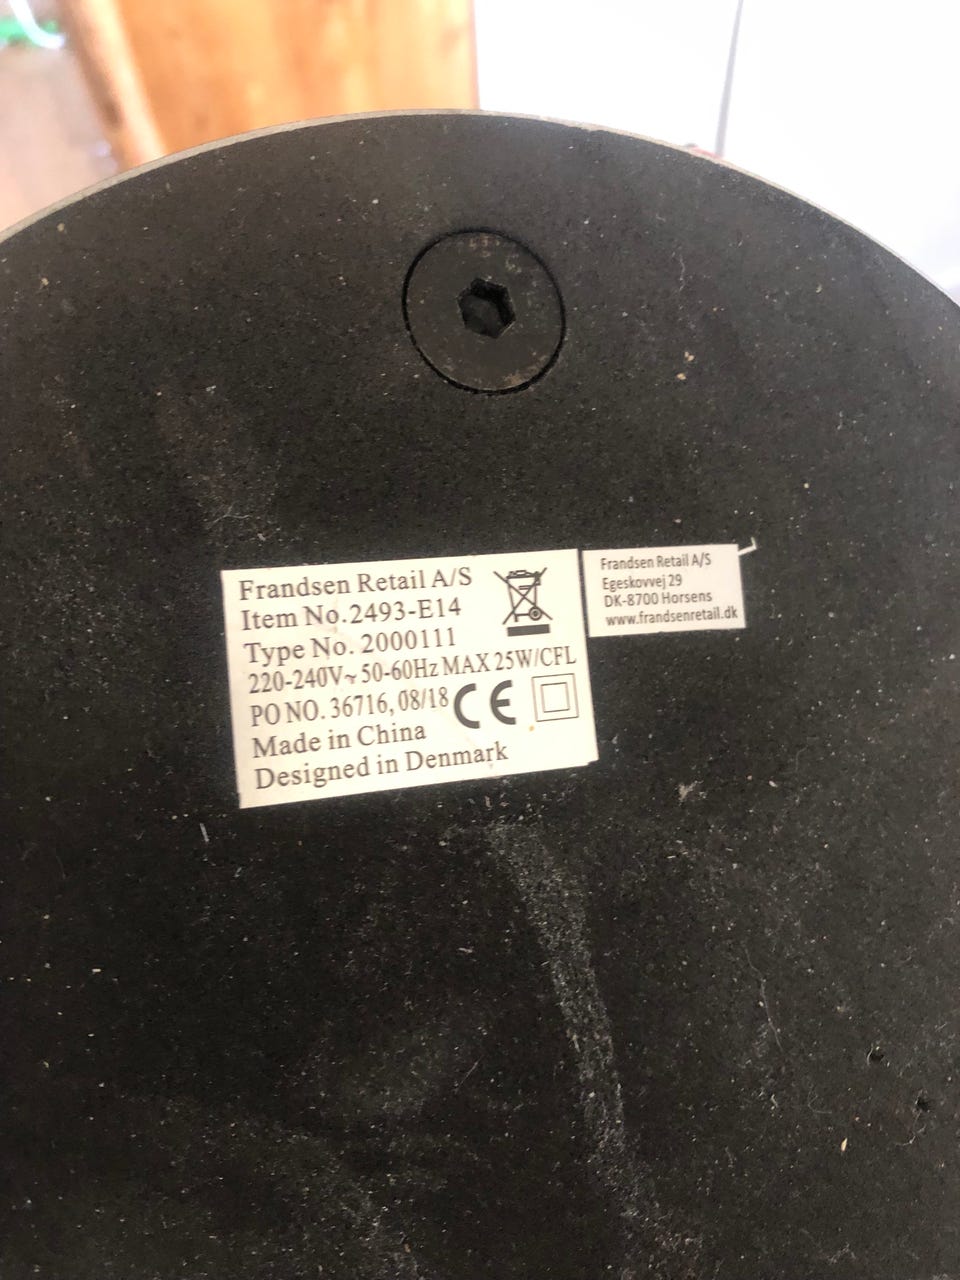 Frandsen Retail A/S
Item No.2493-E14
Type No. 2000111
220-240V~ 50-60Hz MAX 25W/CFL
PO NO. 36716, 08/18 CE
Made in China
Designed in Denmark
Frandsen Retail A/S
Egeskovvej 29
DK-8700 Horsens
www.frandsenretail.dk